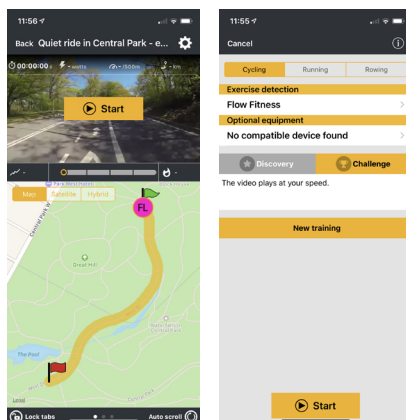 11:56
Back Quiet ride in Central Park - e...
00:00:00 - watts - /500m - km
Start
Park West Hotel
Map Satellite Hybrid
Central Park W
FL
Great Hill
The Pool
Legal
Lock tabs Auto scroll
11:55
Cancel
Cycling Running Rowing
Exercise detection
Flow Fitness
Optional equipment
No compatible device found
Discovery Challenge
The video plays at your speed.
New training
Start